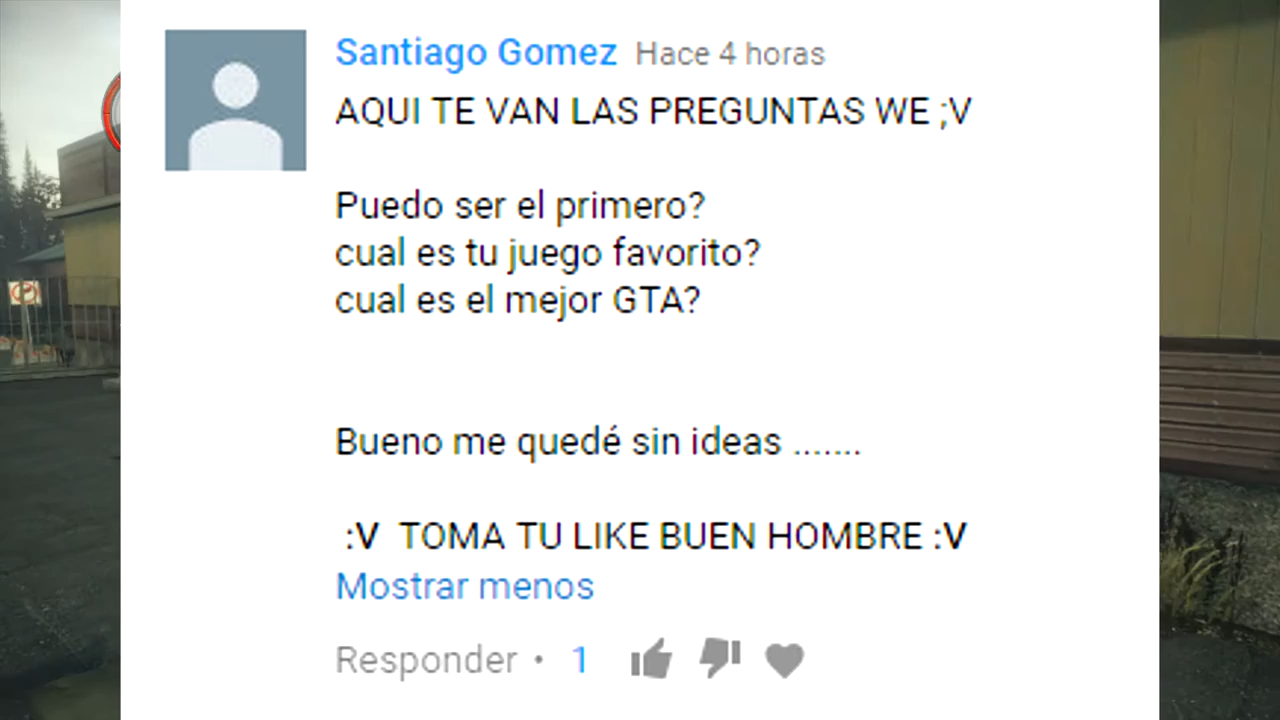 Santiago Gomez Hace 4 horas
AQUI TE VAN LAS PREGUNTAS WE ;V
Puedo ser el primero?
cual es tu juego favorito?
cual es el mejor GTA?
Bueno me quedé sin ideas .......
:V TOMA TU LIKE BUEN HOMBRE :V
Mostrar menos
Responder • 1